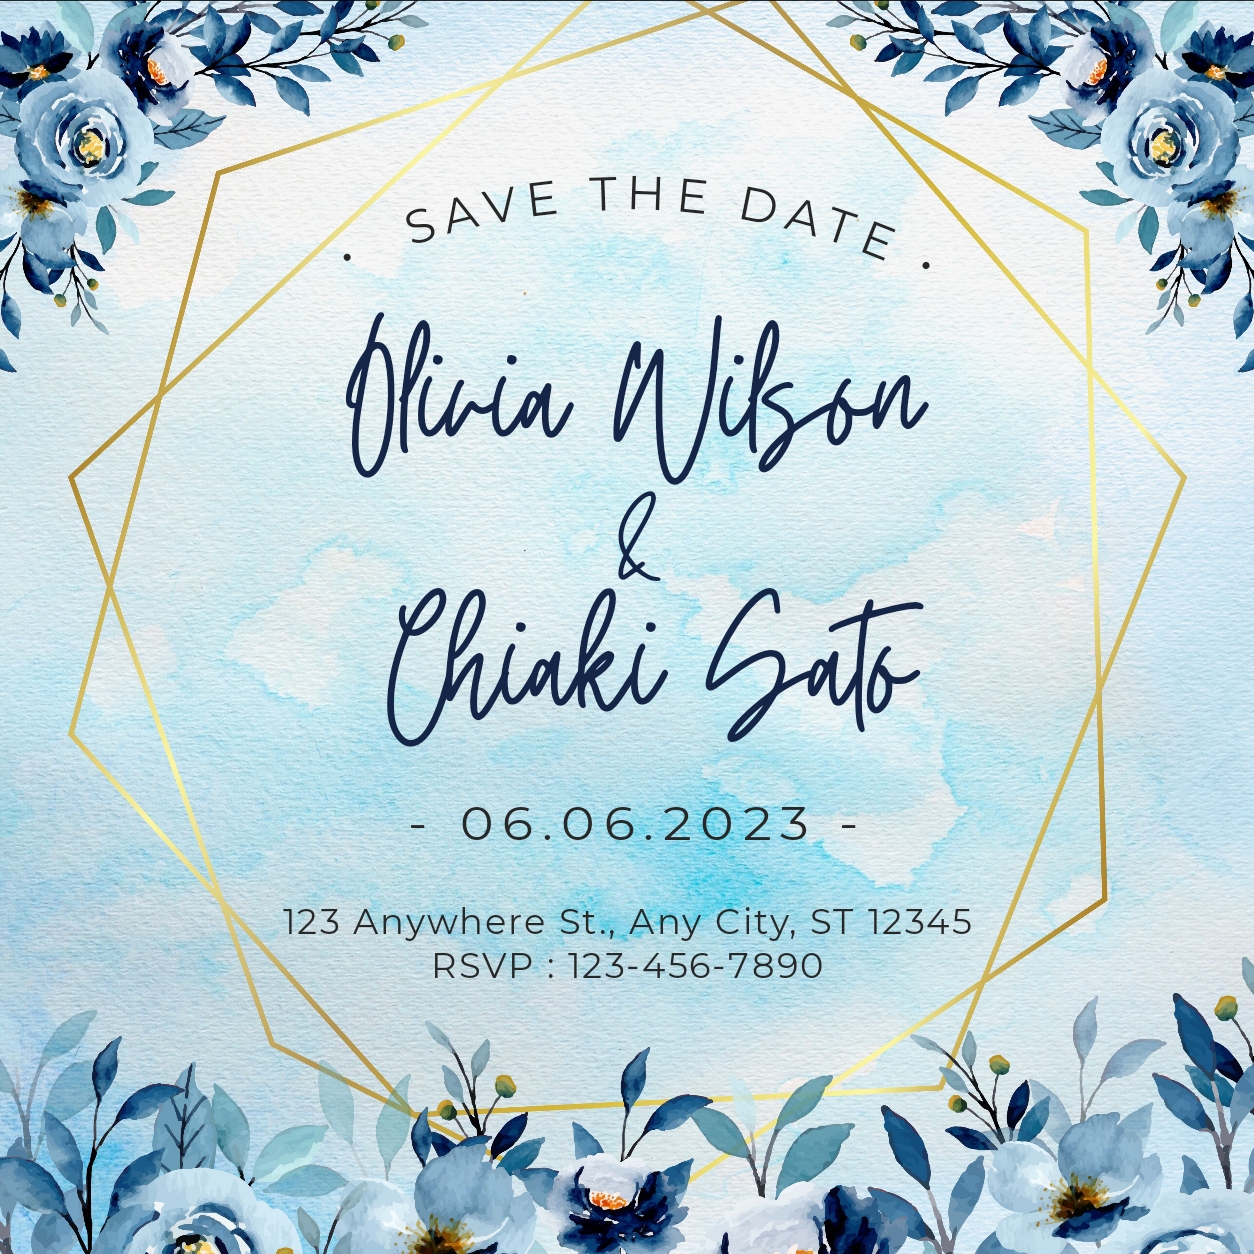 . SAVE THE DATE .
Olivia Wilson
&
Chiaki Sato
- 06.06.2023 -
123 Anywhere St., Any City, ST 12345
RSVP : 123-456-7890